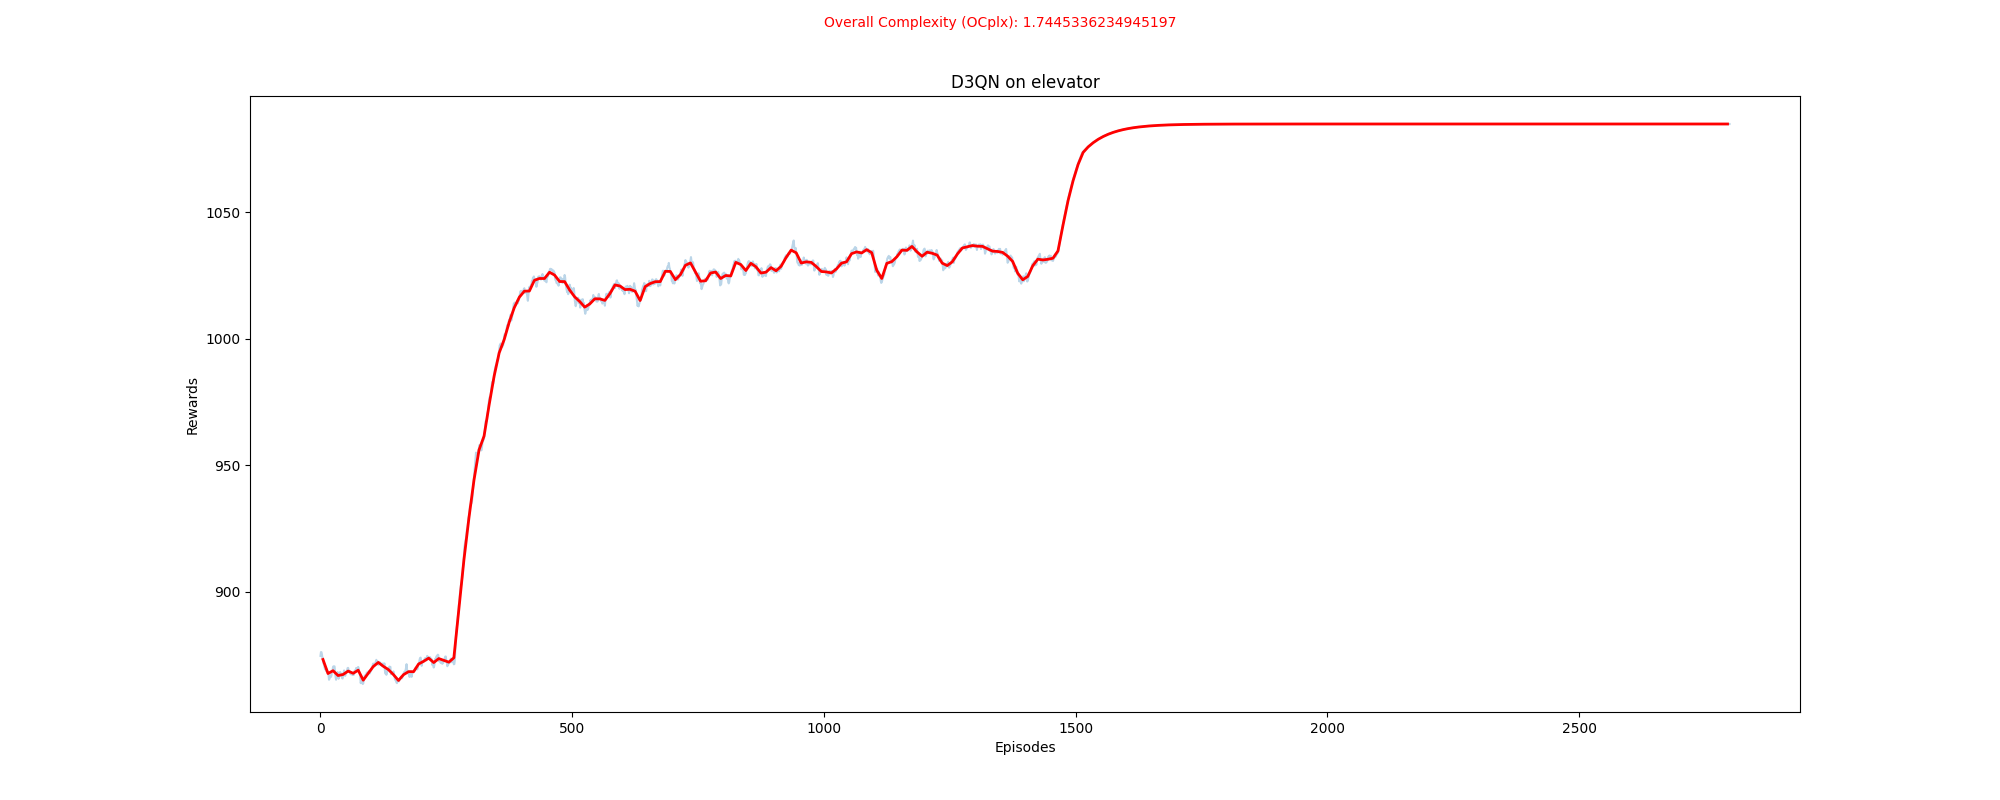 Overall Complexity (OCplx): 1.7445336234945197
D3QN on elevator
1050
1000
950
900
Rewards
0 500 1000 1500 2000 2500
Episodes